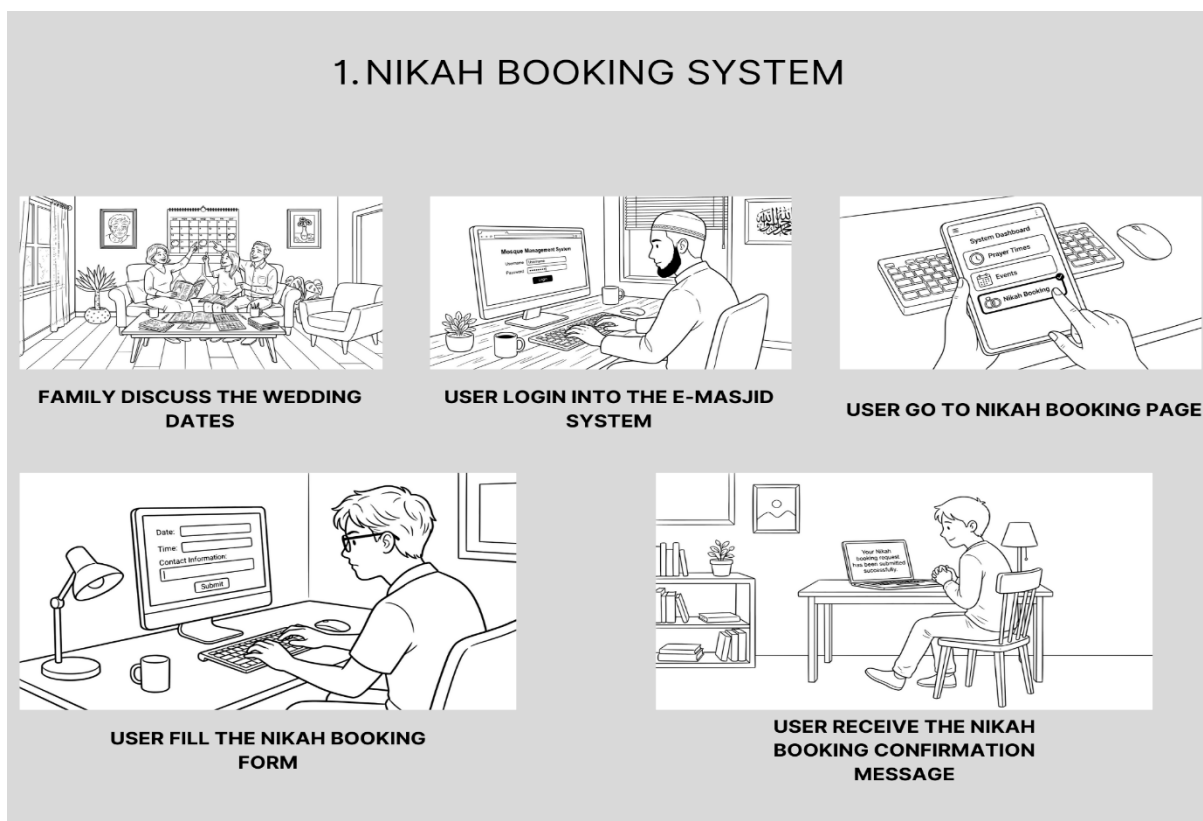 1. NIKAH BOOKING SYSTEM
FAMILY DISCUSS THE WEDDING
DATES
Mosque Management System
Username
Password
USER LOGIN INTO THE E-MASJID
SYSTEM
System Dashboard
Prayer Times
Events
Nikah Booking
USER GO TO NIKAH BOOKING PAGE
Date:
Time:
Contact Information:
Submit
USER FILL THE NIKAH BOOKING
FORM
Your Nikah
booking request
has been submitted
successfully.
USER RECEIVE THE NIKAH
BOOKING CONFIRMATION
MESSAGE